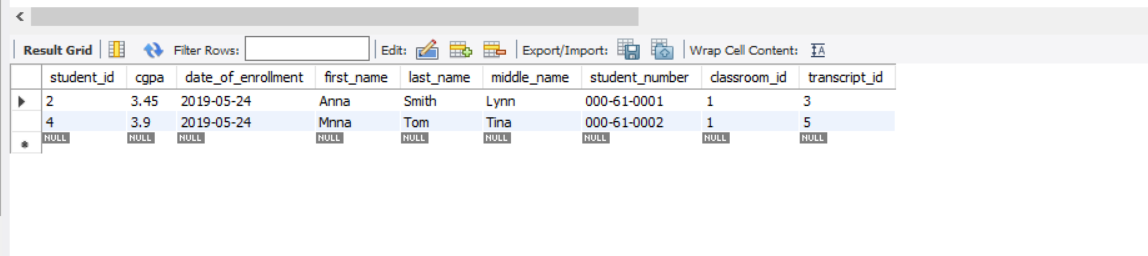 Result Grid Filter Rows: Edit: Export/Import: Wrap Cell Content: IA
student_id cgpa date_of_enrollment first_name last_name middle_name student_number classroom_id transcript_id
2 3.45 2019-05-24 Anna Smith Lynn 000-61-0001 1 3
4 3.9 2019-05-24 Mnna Tom Tina 000-61-0002 1 5
NULL NULL NULL NULL NULL NULL NULL NULL NULL